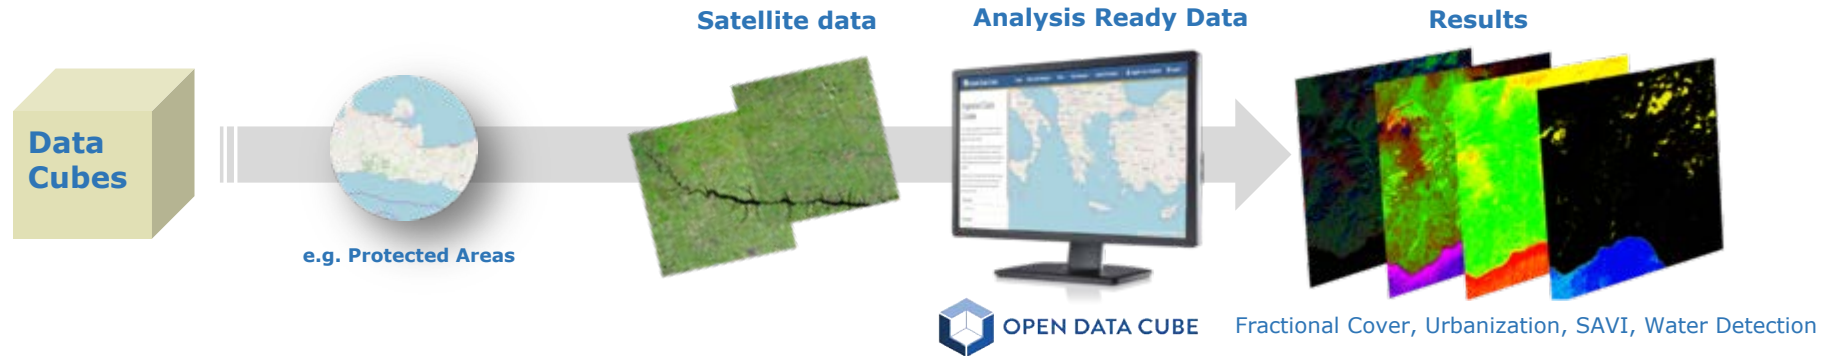 Satellite data
Analysis Ready Data
Results
Data
Cubes
e.g. Protected Areas
OPEN DATA CUBE
Fractional Cover, Urbanization, SAVI, Water Detection